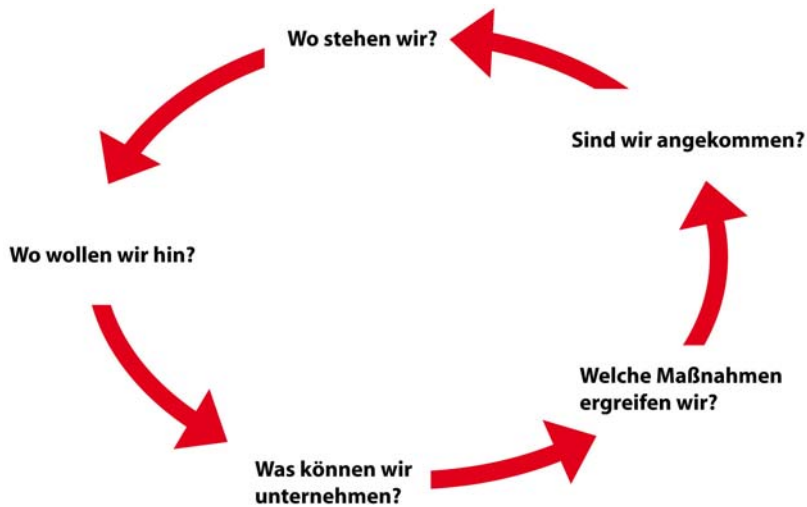 Wo stehen wir?
Sind wir angekommen?
Wo wollen wir hin?
Welche Maßnahmen
ergreifen wir?
Was können wir
unternehmen?